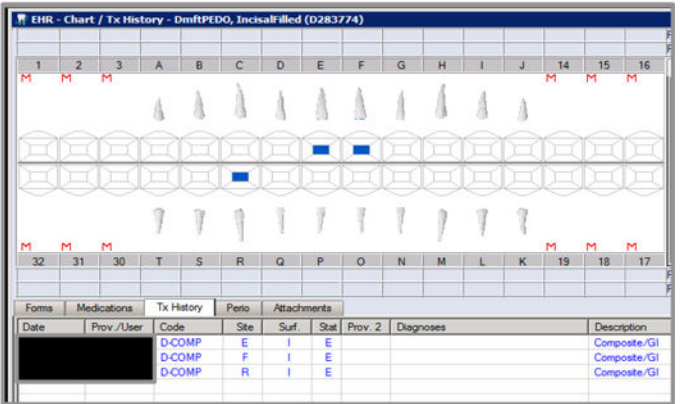 EHR - Chart / Tx History - DmftPEDO, IncisalFilled (D283774)
1 2 3 A B C D E F G H I J 14 15 16
M M M M M M
M M M M M M
32 31 30 T S R Q P O N M L K 19 18 17
Forms Medications Tx History Perio Attachments
Date Prov./User Code Site Surf. Stat Prov. 2 Diagnoses Description
D-COMP E I E Composite/GI
D-COMP F I E Composite/GI
D-COMP R I E Composite/GI